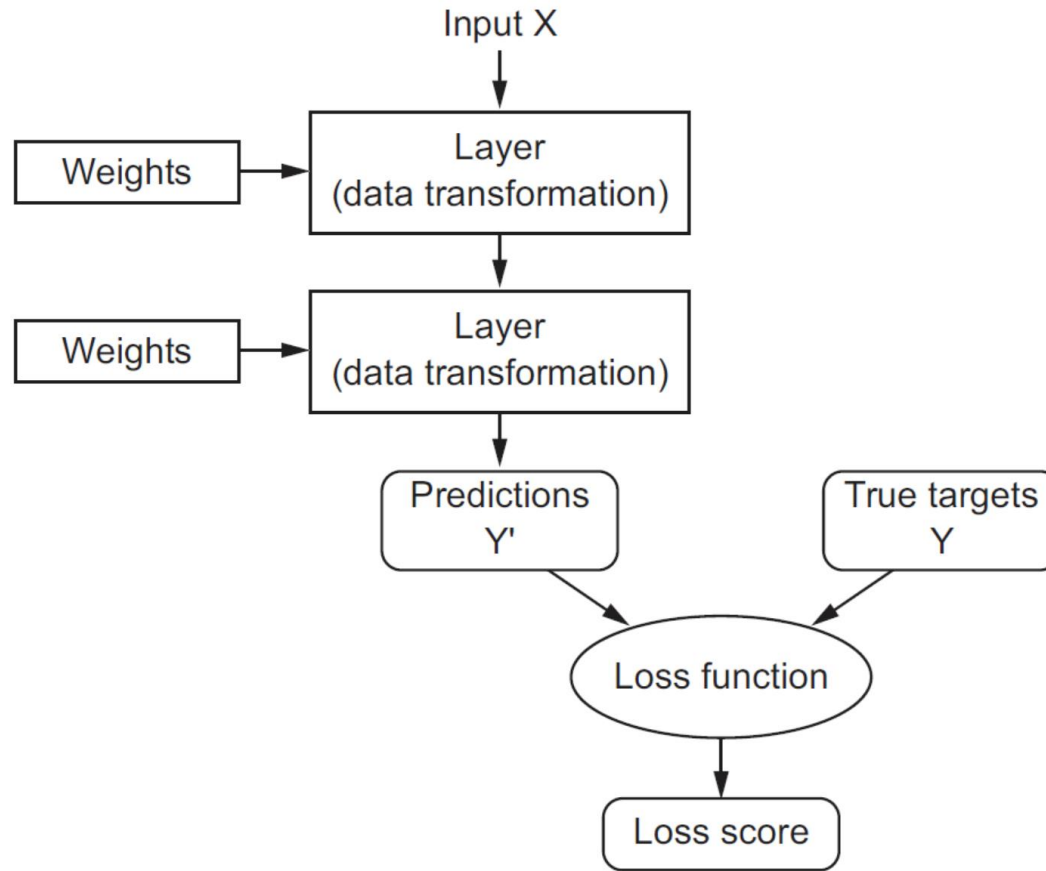 Input X
Weights
Layer
(data transformation)
Weights
Layer
(data transformation)
Predictions
Y'
True targets
Y
Loss function
Loss score